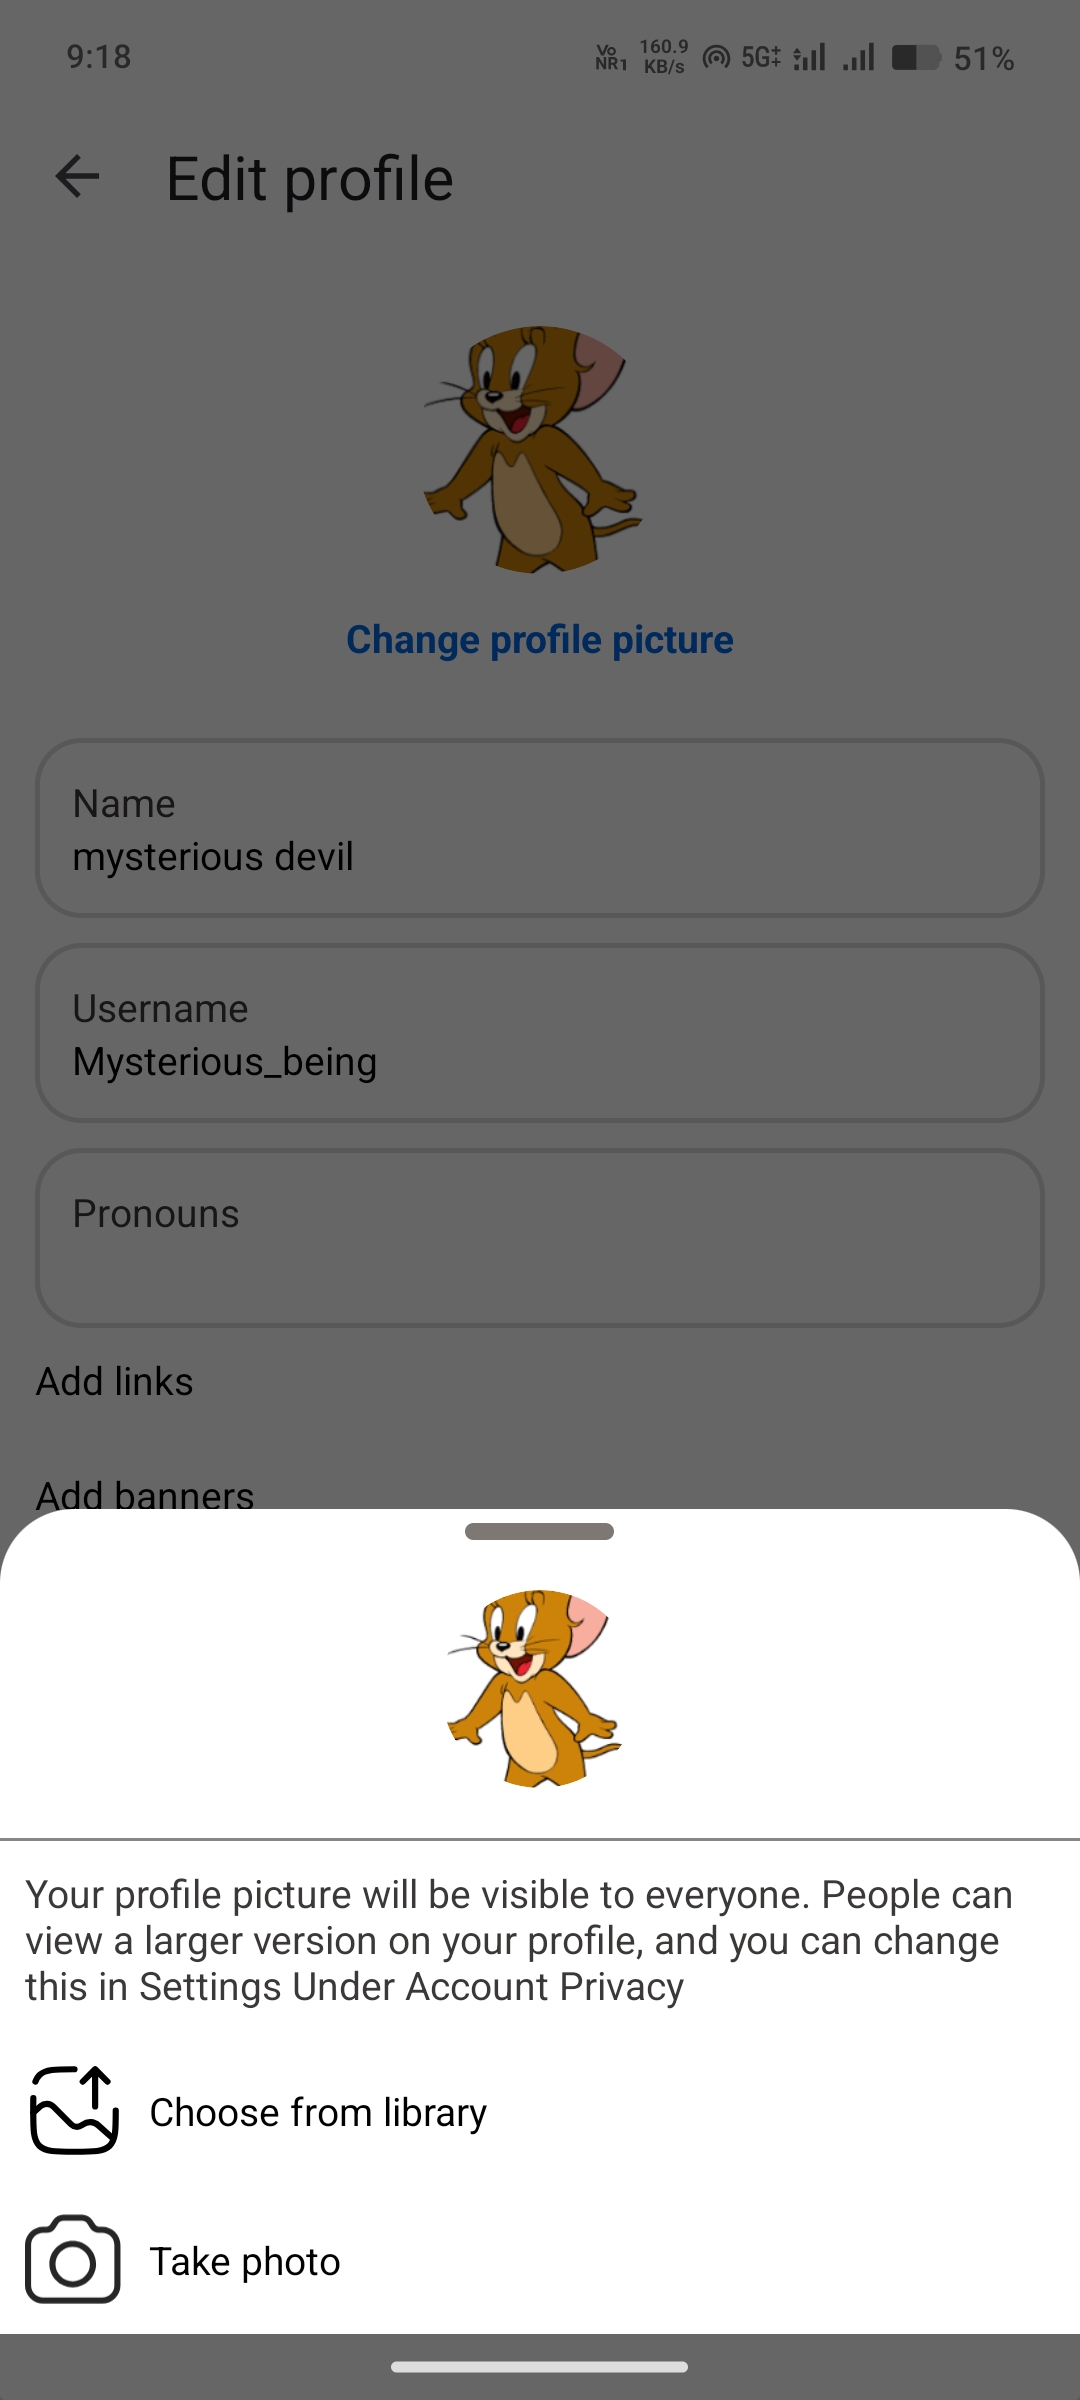 9:18
Vo
NR1
160.9
KB/s
5G‡
51%
Edit profile
Change profile picture
Name
mysterious devil
Username
Mysterious_being
Pronouns
Add links
Add banners
Your profile picture will be visible to everyone. People can
view a larger version on your profile, and you can change
this in Settings Under Account Privacy
Choose from library
Take photo